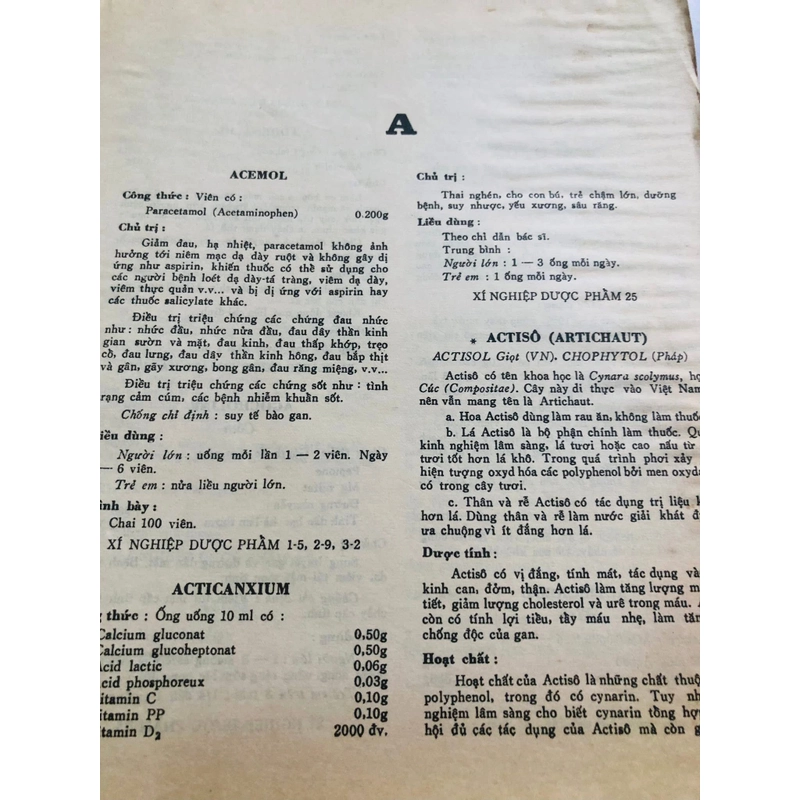 A
ACEMOL
Công thức : Viên có :
Paracetamol (Acetaminophen) 0.200g
Chủ trị :
Giảm đau, hạ nhiệt, paracetamol không ảnh
hưởng tới niêm mạc dạ dày ruột và không gây dị
ứng như aspirin, khiến thuốc có thể sử dụng cho
các người bệnh loét dạ dày-tá tràng, viêm dạ dày,
viêm thực quản v.v... và bị dị ứng với aspirin hay
các thuốc salicylate khác.
Điều trị triệu chứng các chứng đau nhức
như : nhức đầu, nhức nửa đầu, đau dây thần kinh
gian sườn và mặt, đau kinh, đau thấp khớp, trẹo
cổ, đau lưng, đau dây thần kinh hông, đau bắp thịt
và gân, gãy xương, bong gân, đau răng miệng, v.v...
Điều trị triệu chứng các chứng sốt như : tình
trạng cảm cúm, các bệnh nhiễm khuẩn sốt.
Chống chỉ định : suy tế bào gan.
iều dùng :
Người lớn : uống mỗi lần 1 — 2 viên. Ngày
— 6 viên.
Trẻ em : nửa liều người lớn.
ình bày :
Chai 100 viên.
XÍ NGHIỆP DƯỢC PHẨM 1-5, 2-9, 3-2
ACTICANXIUM
g thức : Ống uống 10 ml có :
Calcium gluconat 0,50g
Calcium glucoheptonat 0,50g
Acid lactic 0,06g
cid phosphoreux 0,03g
itamin C 0,10g
itamin PP 0,10g
itamin D₂ 2000 đv.
Chủ trị :
Thai nghén, cho con bú, trẻ chậm lớn, dưỡng
bệnh, suy nhược, yếu xương, sâu răng.
Liều dùng :
Theo chỉ dẫn bác sĩ.
Trung bình :
Người lớn : 1 — 3 ống mỗi ngày.
Trẻ em : 1 ống mỗi ngày.
XÍ NGHIỆP DƯỢC PHẨM 25
* ACTISÔ (ARTICHAUT)
ACTISOL Giọt (VN). CHOPHYTOL (Pháp)
Actisô có tên khoa học là Cynara scolymus, họ
Cúc (Compositae). Cây này di thực vào Việt Nam
nên vẫn mang tên là Artichaut.
a. Hoa Actisô dùng làm rau ăn, không làm thuốc
b. Lá Actisô là bộ phận chính làm thuốc. Qu
kinh nghiệm lâm sàng, lá tươi hoặc cao nấu từ l
tươi tốt hơn lá khô. Trong quá trình phơi xảy r
hiện tượng oxyd hóa các polyphenol bởi men oxyda
có trong cây tươi.
c. Thân và rễ Actisô có tác dụng trị liệu k
hơn lá. Dùng thân và rễ làm nước giải khát đư
ưa chuộng vì ít đắng hơn lá.
Dược tính :
Actisô có vị đắng, tính mát, tác dụng và
kinh can, đởm, thận. Actisô làm tăng lượng m
tiết, giảm lượng cholesterol và urê trong máu. A
còn có tính lợi tiểu, tẩy máu nhẹ, làm tăn
chống độc của gan.
Hoạt chất :
Hoạt chất của Actisô là những chất thuộ
polyphenol, trong đó có cynarin. Tuy nh
nghiệm lâm sàng cho biết cynarin tổng hợ
hội đủ các tác dụng của Actisô mà còn g